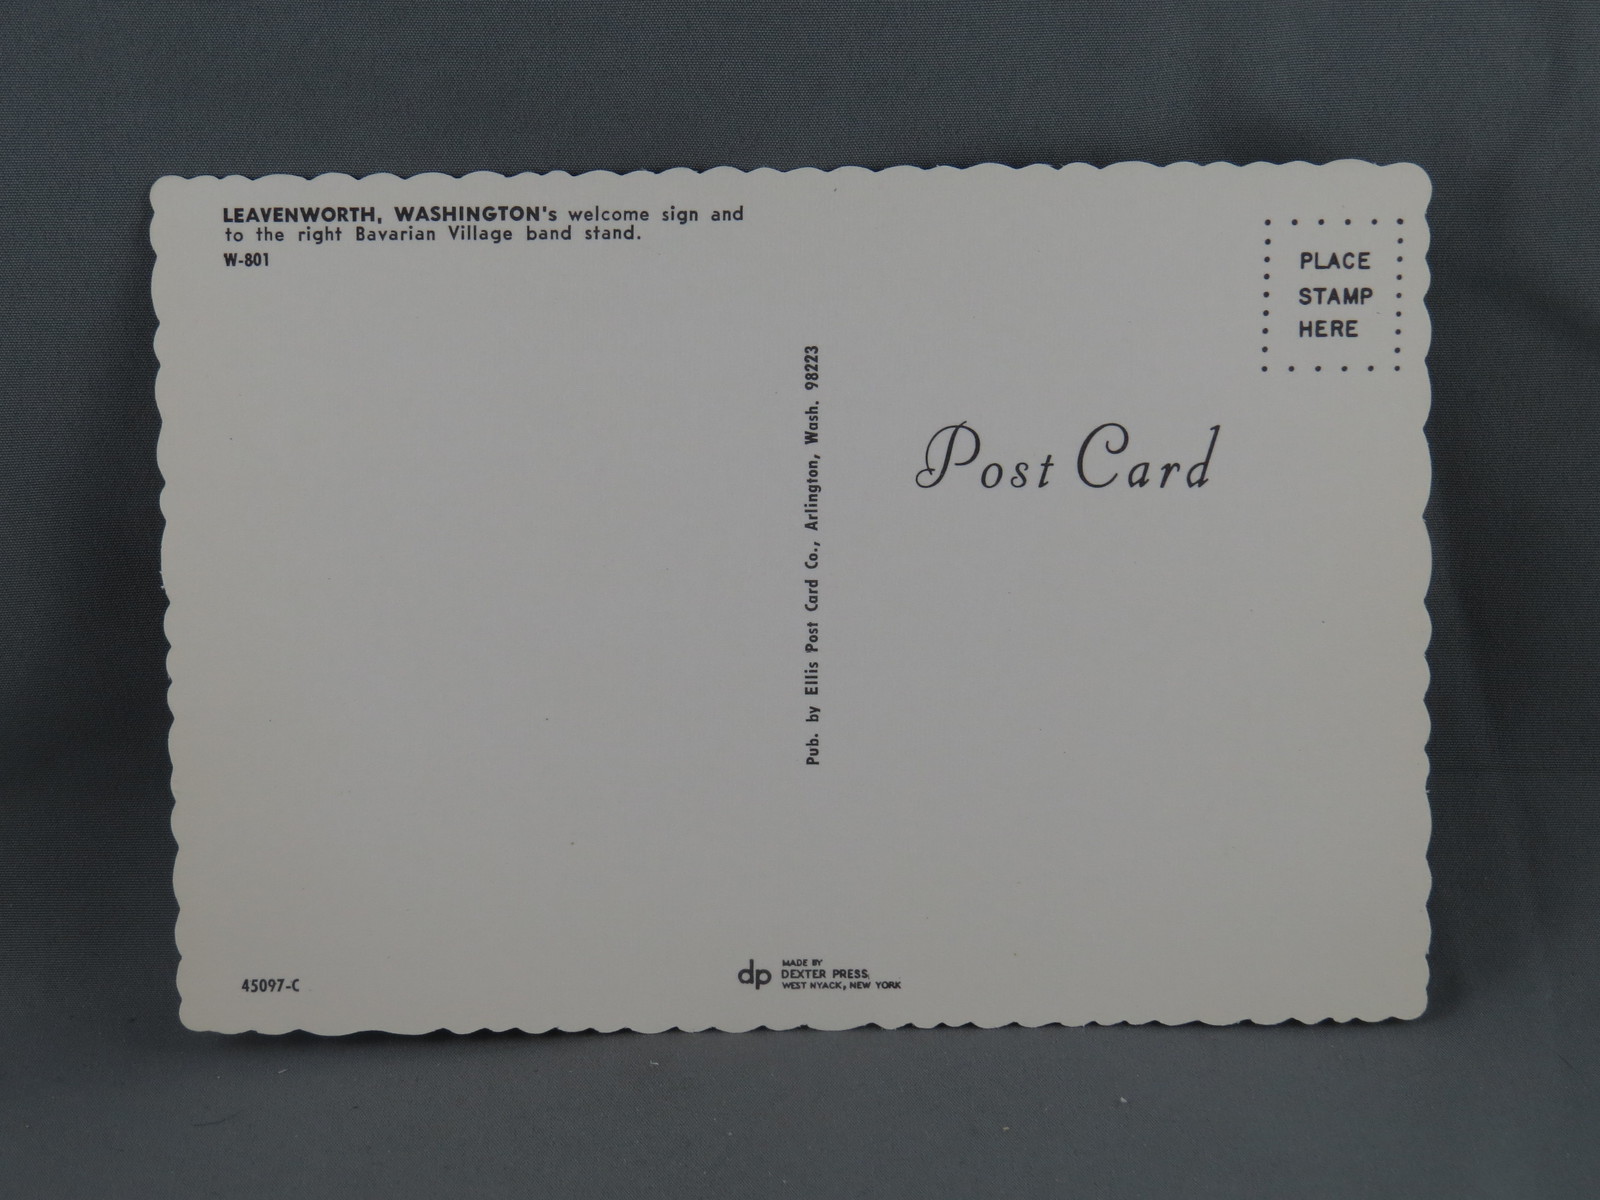 LEAVENWORTH, WASHINGTON's welcome sign and
to the right Bavarian Village band stand.
W-801
PLACE
STAMP
HERE
Post Card
Pub. by Ellis Post Card Co., Arlington, Wash. 98223
45097-C
dp
MADE BY
DEXTER PRESS
WEST NYACK, NEW YORK